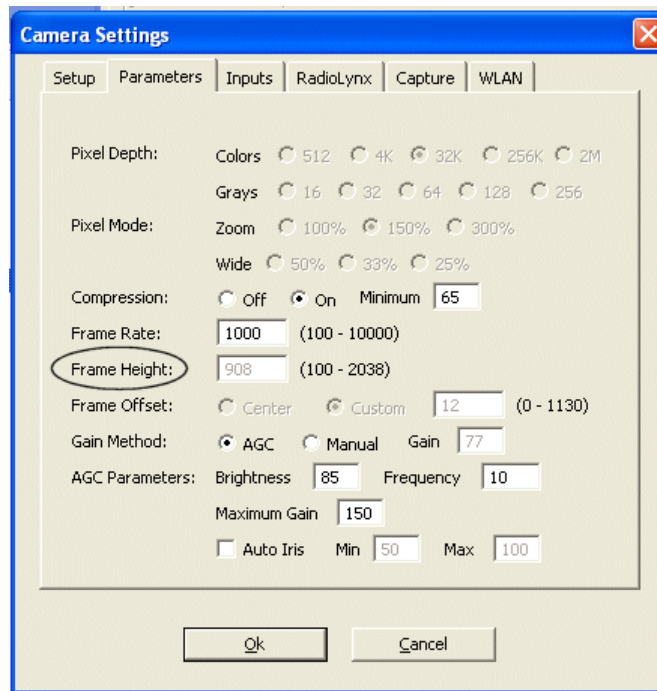 Camera Settings
Setup Parameters Inputs RadioLynx Capture WLAN
Pixel Depth: Colors 512 4K 32K 256K 2M
Grays 16 32 64 128 256
Pixel Mode: Zoom 100% 150% 300%
Wide 50% 33% 25%
Compression: Off On Minimum 65
Frame Rate: 1000 (100 - 10000)
Frame Height: 908 (100 - 2038)
Frame Offset: Center Custom 12 (0 - 1130)
Gain Method: AGC Manual Gain 77
AGC Parameters: Brightness 85 Frequency 10
Maximum Gain 150
Auto Iris Min 50 Max 100
Ok Cancel